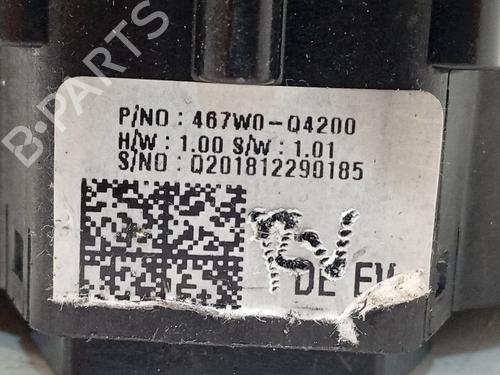 B-PARTS
P/NO : 467W0-Q4200
H/W : 1.00 S/W : 1.01
S/NO : Q201812290185
DE EV